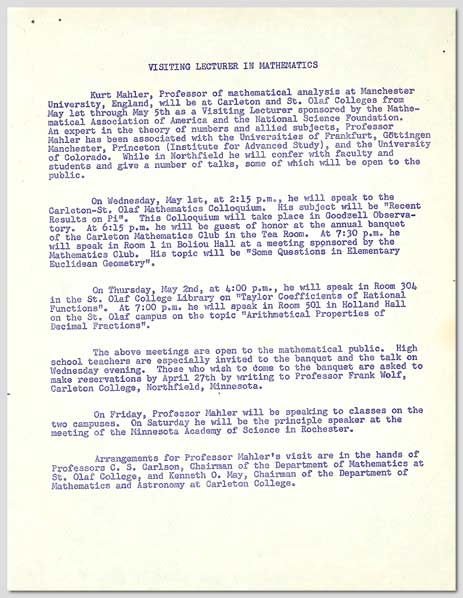 VISITING LECTURER IN MATHEMATICS
Kurt Mahler, Professor of mathematical analysis at Manchester
University, England, will be at Carleton and St. Olaf Colleges from
May 1st through May 5th as a Visiting Lecturer sponsored by the Mathe-
matical Association of America and the National Science Foundation.
An expert in the theory of numbers and allied subjects, Professor
Mahler has been associated with the Universities of Frankfurt, Göttingen
Manchester, Princeton (Institute for Advanced Study), and the University
of Colorado. While in Northfield he will confer with faculty and
students and give a number of talks, some of which will be open to the
public.
On Wednesday, May 1st, at 2:15 p.m., he will speak to the
Carleton-St. Olaf Mathematics Colloquium. His subject will be "Recent
Results on Pi". This Colloquium will take place in Goodsell Observa-
tory. At 6:15 p.m. he will be guest of honor at the annual banquet
of the Carleton Mathematics Club in the Tea Room. At 7:30 p.m. he
will speak in Room 1 in Boliou Hall at a meeting sponsored by the
Mathematics Club. His topic will be "Some Questions in Elementary
Euclidean Geometry".
On Thursday, May 2nd, at 4:00 p.m., he will speak in Room 304
in the St. Olaf College Library on "Taylor Coefficients of Rational
Functions". At 7:00 p.m. he will speak in Room 501 in Holland Hall
on the St. Olaf campus on the topic "Arithmetical Properties of
Decimal Fractions".
The above meetings are open to the mathematical public. High
school teachers are especially invited to the banquet and the talk on
Wednesday evening. Those who wish to dome to the banquet are asked to
make reservations by April 27th by writing to Professor Frank Wolf,
Carleton College, Northfield, Minnesota.
On Friday, Professor Mahler will be speaking to classes on the
two campuses. On Saturday he will be the principle speaker at the
meeting of the Minnesota Academy of Science in Rochester.
Arrangements for Professor Mahler's visit are in the hands of
Professors C. S. Carlson, Chairman of the Department of Mathematics at
St. Olaf College, and Kenneth O. May, Chairman of the Department of
Mathematics and Astronomy at Carleton College.